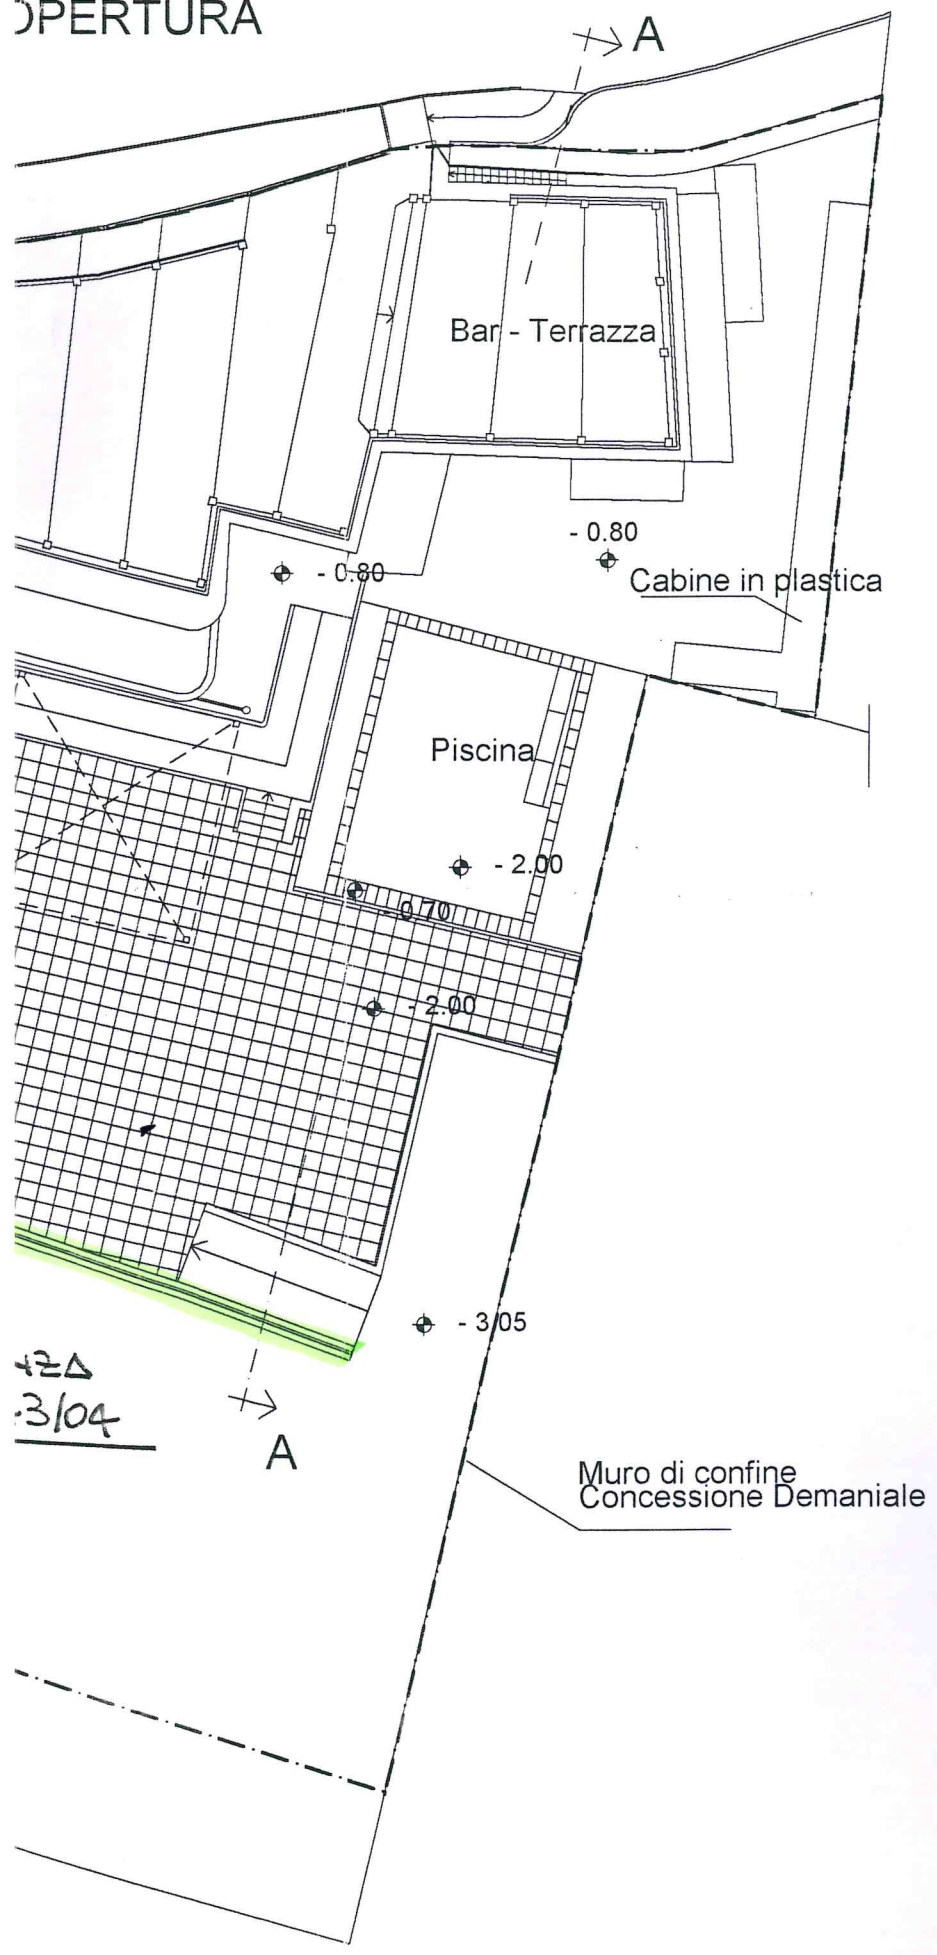 OPERTURA
A
Bar - Terrazza
- 0.80
- 0.80
Cabine in plastica
Piscina
- 2.00
- 0.70
- 2.00
- 3.05
3/04
A
Muro di confine
Concessione Demaniale